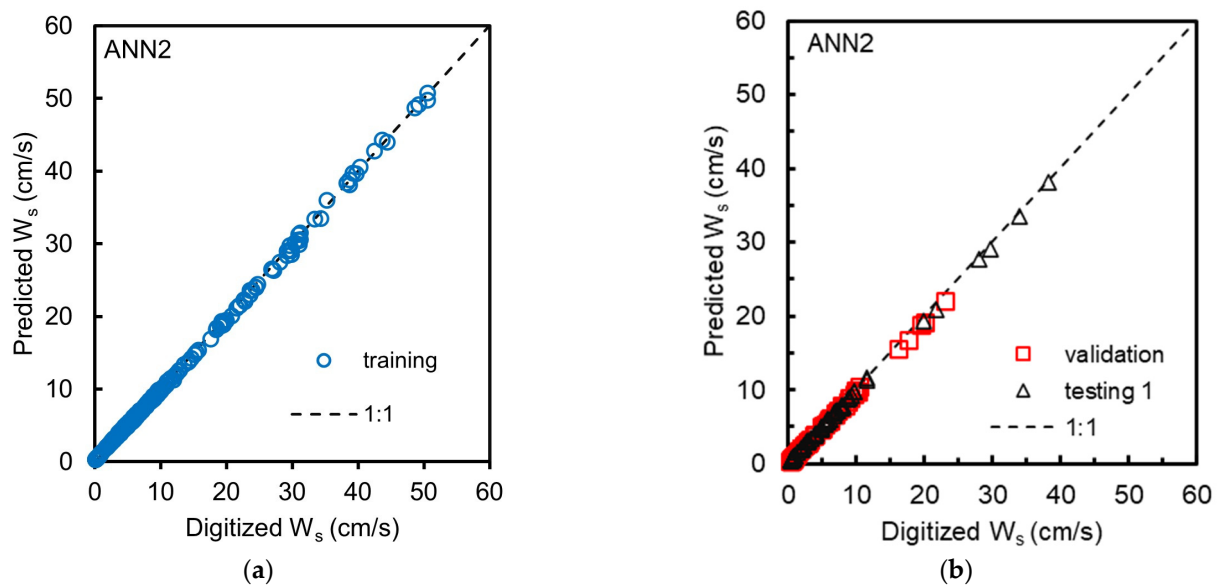 60
ANN2
50
40
30
20
10
0
Predicted Ws (cm/s)
training
1:1
0 10 20 30 40 50 60
Digitized Ws (cm/s)
(a)
60
ANN2
50
40
30
20
10
0
Predicted Ws (cm/s)
validation
testing 1
1:1
0 10 20 30 40 50 60
Digitized Ws (cm/s)
(b)